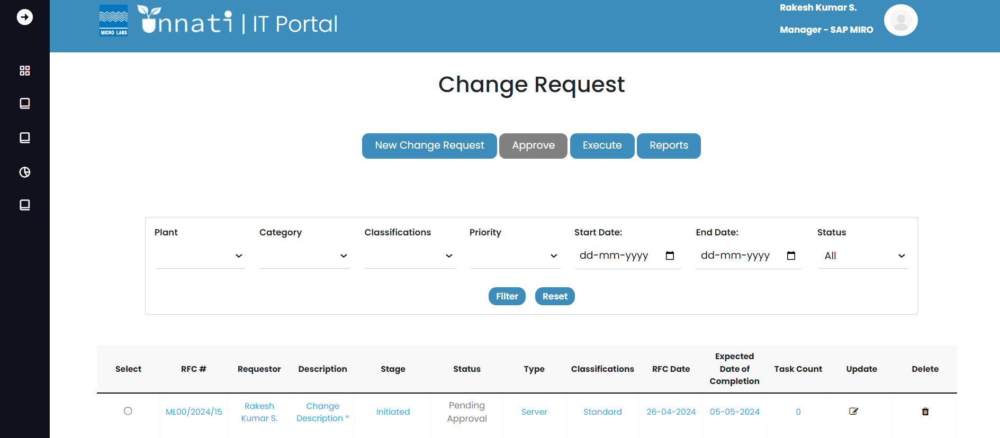 MICRO LABS
Unnati | IT Portal
Rakesh Kumar S.
Manager - SAP MIRO
Change Request
New Change Request
Approve
Execute
Reports
Plant
Category
Classifications
Priority
Start Date:
End Date:
Status
dd-mm-yyyy
dd-mm-yyyy
All
Filter
Reset
Select
RFC #
Requestor
Description
Stage
Status
Type
Classifications
RFC Date
Expected
Date of
Completion
Task Count
Update
Delete
ML00/2024/15
Rakesh
Kumar S.
Change
Description *
Initiated
Pending
Approval
Server
Standard
26-04-2024
05-05-2024
0